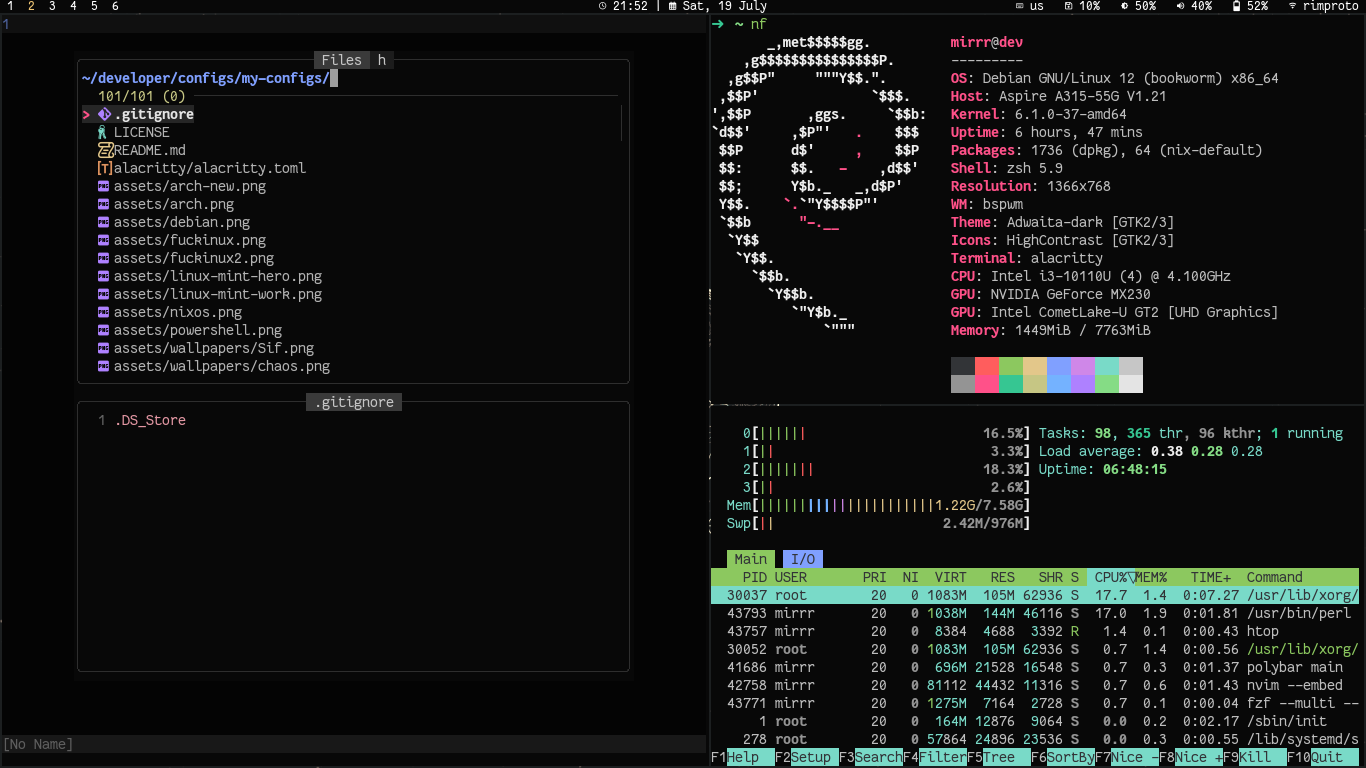 1 2 3 4 5 6 21:52 | Sat, 19 July us 10% 50% 40% 52% rimproto
1
Files h
~/developer/configs/my-configs/
101/101 (0)
> .gitignore
LICENSE
README.md
[T]alacritty/alacritty.toml
assets/arch-new.png
assets/arch.png
assets/debian.png
assets/fuckinux.png
assets/fuckinux2.png
assets/linux-mint-hero.png
assets/linux-mint-work.png
assets/nixos.png
assets/powershell.png
assets/wallpapers/Sif.png
assets/wallpapers/chaos.png
.gitignore
1 .DS_Store
[No Name]
➜ ~ nf
_,met$$$$$gg.
,g$$$$$$$$$$$$$$$P.
,g$$P" """Y$$.".
,$$P' `$$$.
',$$P ,ggs. `$$b:
`d$$' ,$P"' . $$$
$$P d$' , $$P
$$: $$. - ,d$$'
$$; Y$b._ _,d$P'
Y$$. `.`"Y$$$$P"'
`$$b "-.__
`Y$$
`Y$$.
`$$b.
`Y$$b.
`"Y$b._
`"""
mirrr@dev
---------
OS: Debian GNU/Linux 12 (bookworm) x86_64
Host: Aspire A315-55G V1.21
Kernel: 6.1.0-37-amd64
Uptime: 6 hours, 47 mins
Packages: 1736 (dpkg), 64 (nix-default)
Shell: zsh 5.9
Resolution: 1366x768
WM: bspwm
Theme: Adwaita-dark [GTK2/3]
Icons: HighContrast [GTK2/3]
Terminal: alacritty
CPU: Intel i3-10110U (4) @ 4.100GHz
GPU: NVIDIA GeForce MX230
GPU: Intel CometLake-U GT2 [UHD Graphics]
Memory: 1449MiB / 7763MiB
0[|||||| 16.5%] Tasks: 98, 365 thr, 96 kthr; 1 running
1[|| 3.3%] Load average: 0.38 0.28 0.28
2[||||||| 18.3%] Uptime: 06:48:15
3[|| 2.6%]
Mem[||||||||||||||||||||||1.22G/7.58G]
Swp[|| 2.42M/976M]
Main I/O
PID USER PRI NI VIRT RES SHR S CPU%▽MEM% TIME+ Command
30037 root 20 0 1083M 105M 62936 S 17.7 1.4 0:07.27 /usr/lib/xorg/
43793 mirrr 20 0 1038M 144M 46116 S 17.0 1.9 0:01.81 /usr/bin/perl
43757 mirrr 20 0 8384 4688 3392 R 1.4 0.1 0:00.43 htop
30052 root 20 0 1083M 105M 62936 S 0.7 1.4 0:00.56 /usr/lib/xorg/
41686 mirrr 20 0 696M 21528 16548 S 0.7 0.3 0:01.37 polybar main
42758 mirrr 20 0 81112 44432 11316 S 0.7 0.6 0:01.43 nvim --embed
43771 mirrr 20 0 1275M 7164 2728 S 0.7 0.1 0:00.04 fzf --multi --
1 root 20 0 164M 12876 9064 S 0.0 0.2 0:02.17 /sbin/init
278 root 20 0 57864 24896 23536 S 0.0 0.3 0:00.55 /lib/systemd/s
F1Help F2Setup F3SearchF4FilterF5Tree F6SortByF7Nice -F8Nice +F9Kill F10Quit